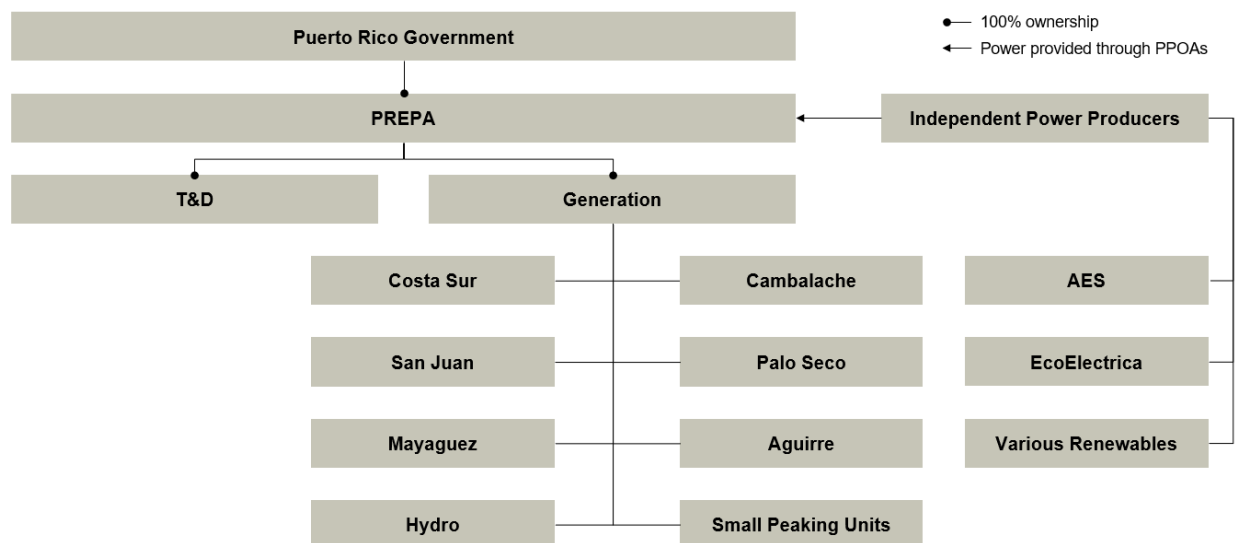 Puerto Rico Government
100% ownership
Power provided through PPOAs
PREPA
Independent Power Producers
T&D
Generation
Costa Sur
Cambalache
AES
San Juan
Palo Seco
EcoElectrica
Mayaguez
Aguirre
Various Renewables
Hydro
Small Peaking Units